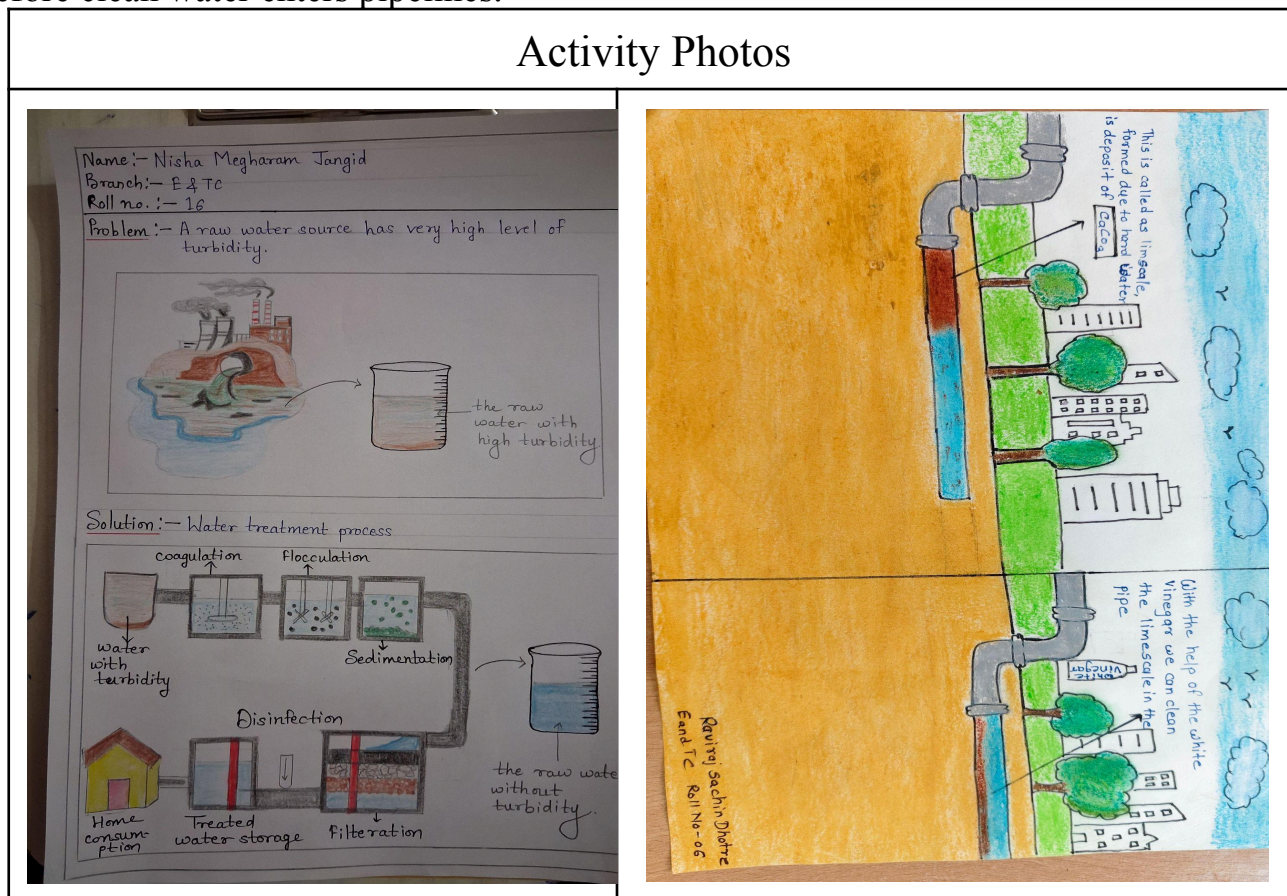 Activity Photos
Name:- Nisha Megharam Jangid
Branch:- E & TC
Roll no.:- 16
Problem:- A raw water source has very high level of
turbidity.
the raw
water with
high turbidity
Solution:- Water treatment process
coagulation
Flocculation
water
with
turbidity
Sedimentation
Disinfection
the raw wate
without
turbidity.
Home
consum-
ption
Treated
water storage
Filteration
This is called as limscale,
formed due to hard water
is deposit of CaCo3
With the help of the white
vinegar we can clean
the limescale in the
pipe
white
vinegar
Raviraj Sachin Dhotre
E and T C Roll No-06